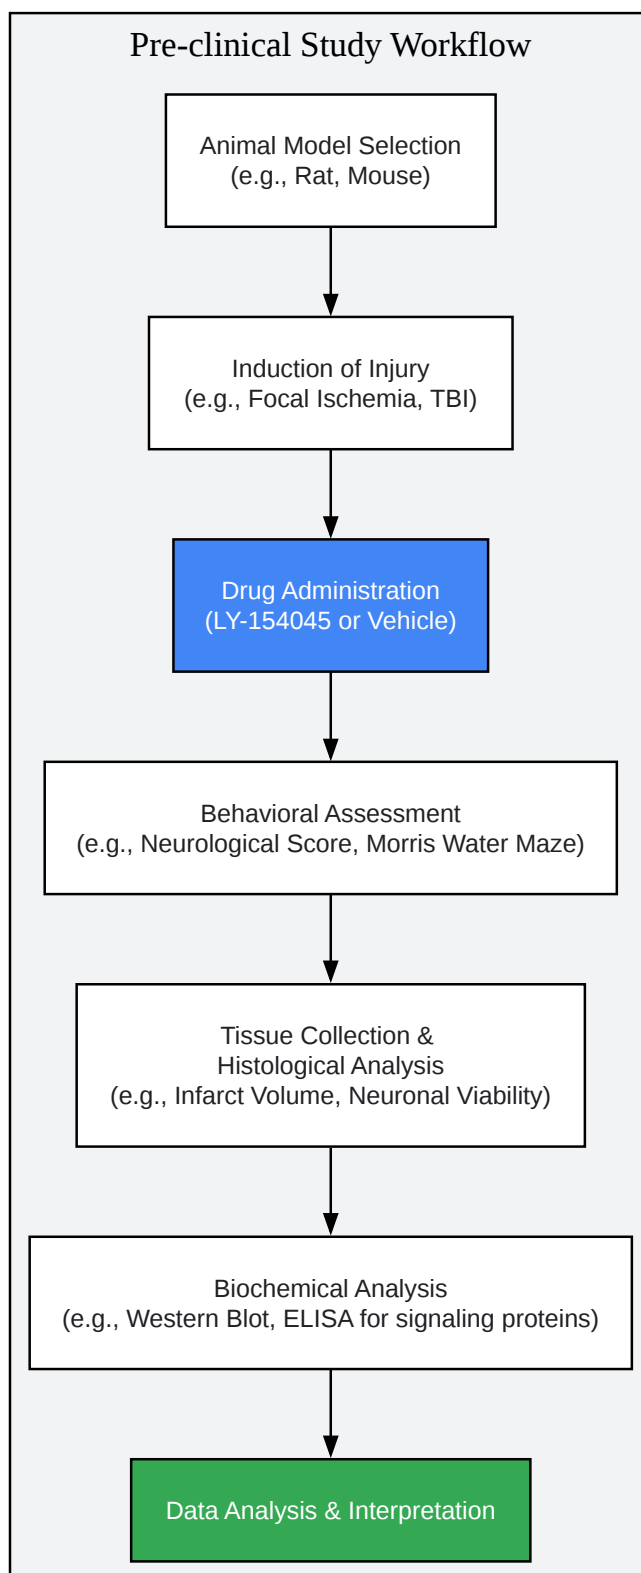 Pre-clinical Study Workflow
Animal Model Selection
(e.g., Rat, Mouse)
Induction of Injury
(e.g., Focal Ischemia, TBI)
Drug Administration
(LY-154045 or Vehicle)
Behavioral Assessment
(e.g., Neurological Score, Morris Water Maze)
Tissue Collection &
Histological Analysis
(e.g., Infarct Volume, Neuronal Viability)
Biochemical Analysis
(e.g., Western Blot, ELISA for signaling proteins)
Data Analysis & Interpretation